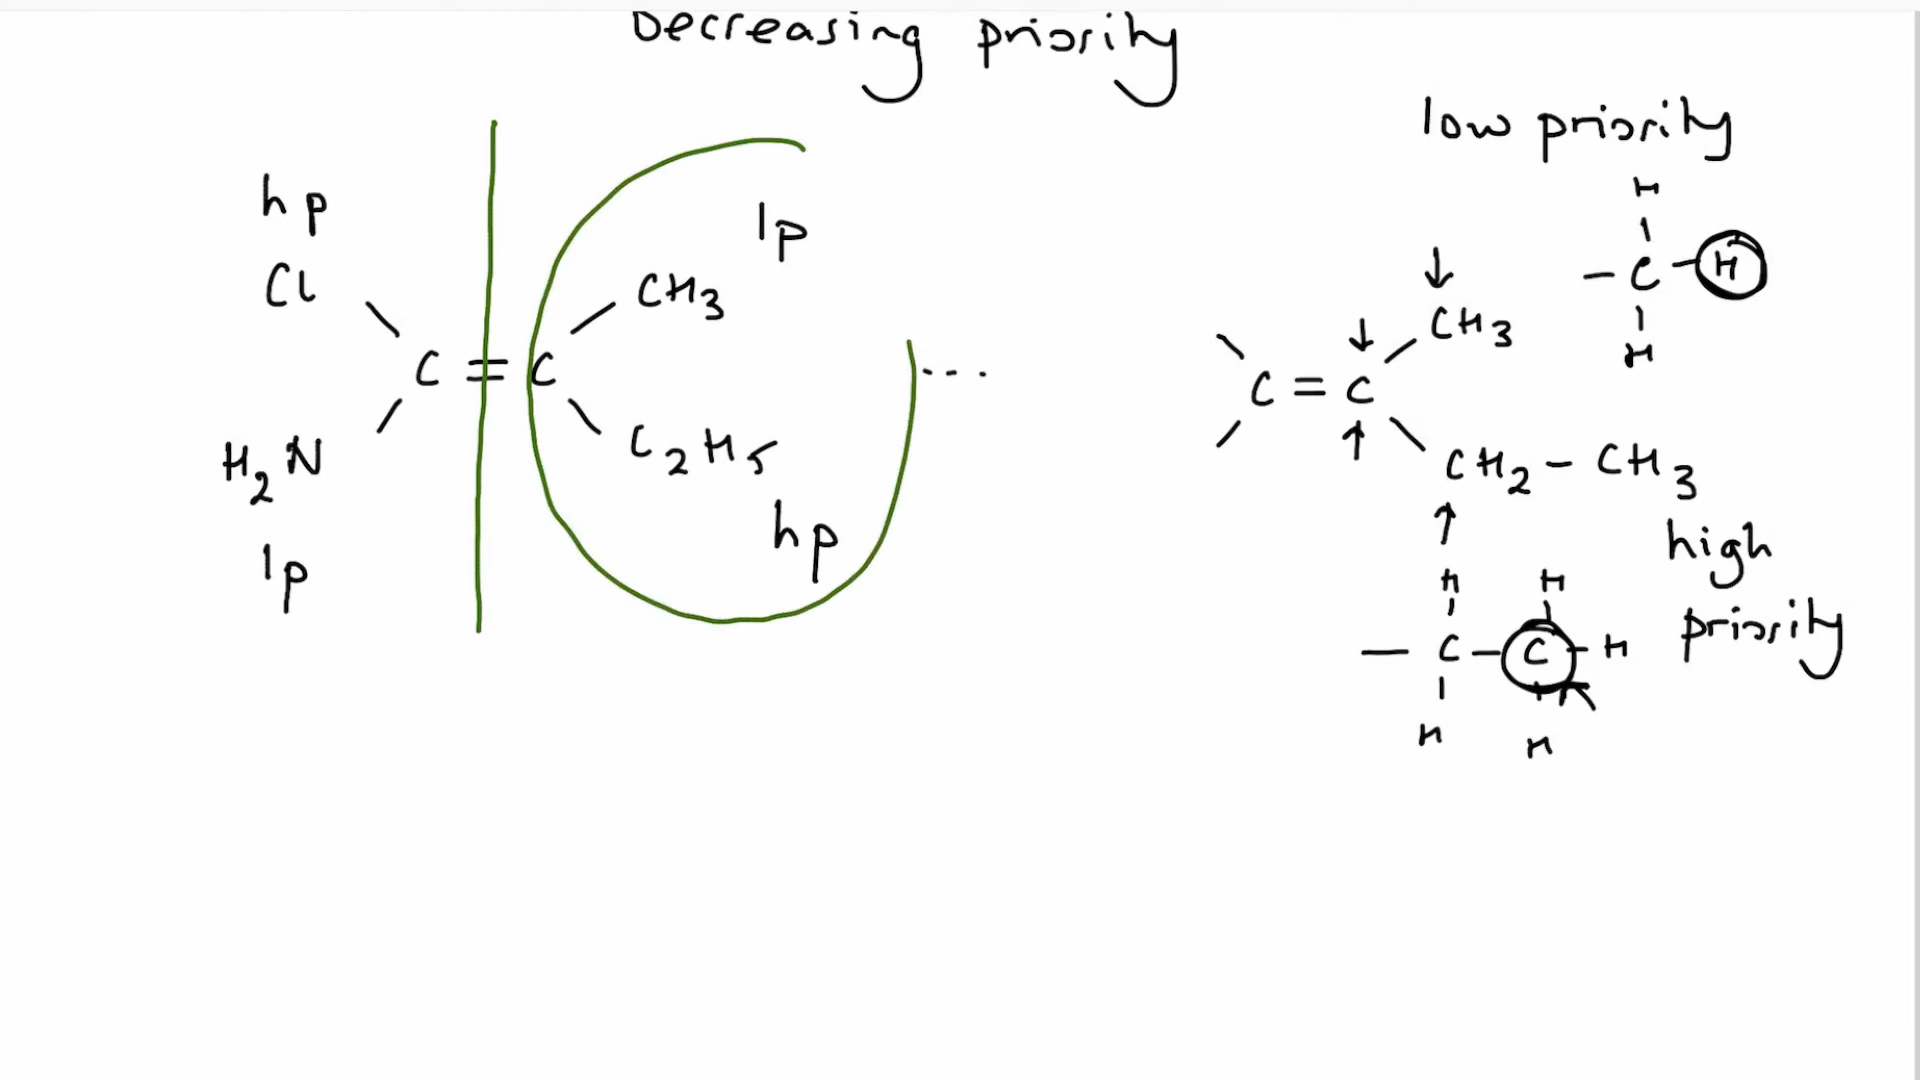 Decreasing priority
low priority
hp
lp
H
Cl
CH3
C = C
H2N
C2H5
lp
hp
- C - H
H
CH3
C = C
CH2 - CH3
high
priority
H H
- C - C - H
H H